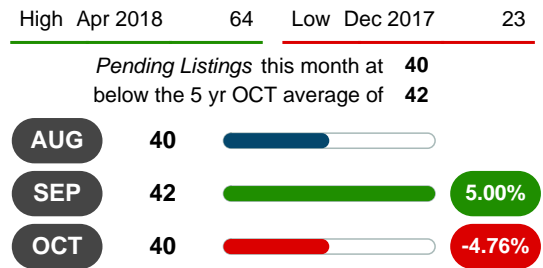 High Apr 2018 64 Low Dec 2017 23
Pending Listings this month at 40
below the 5 yr OCT average of 42
AUG 40
SEP 42 5.00%
OCT 40 -4.76%